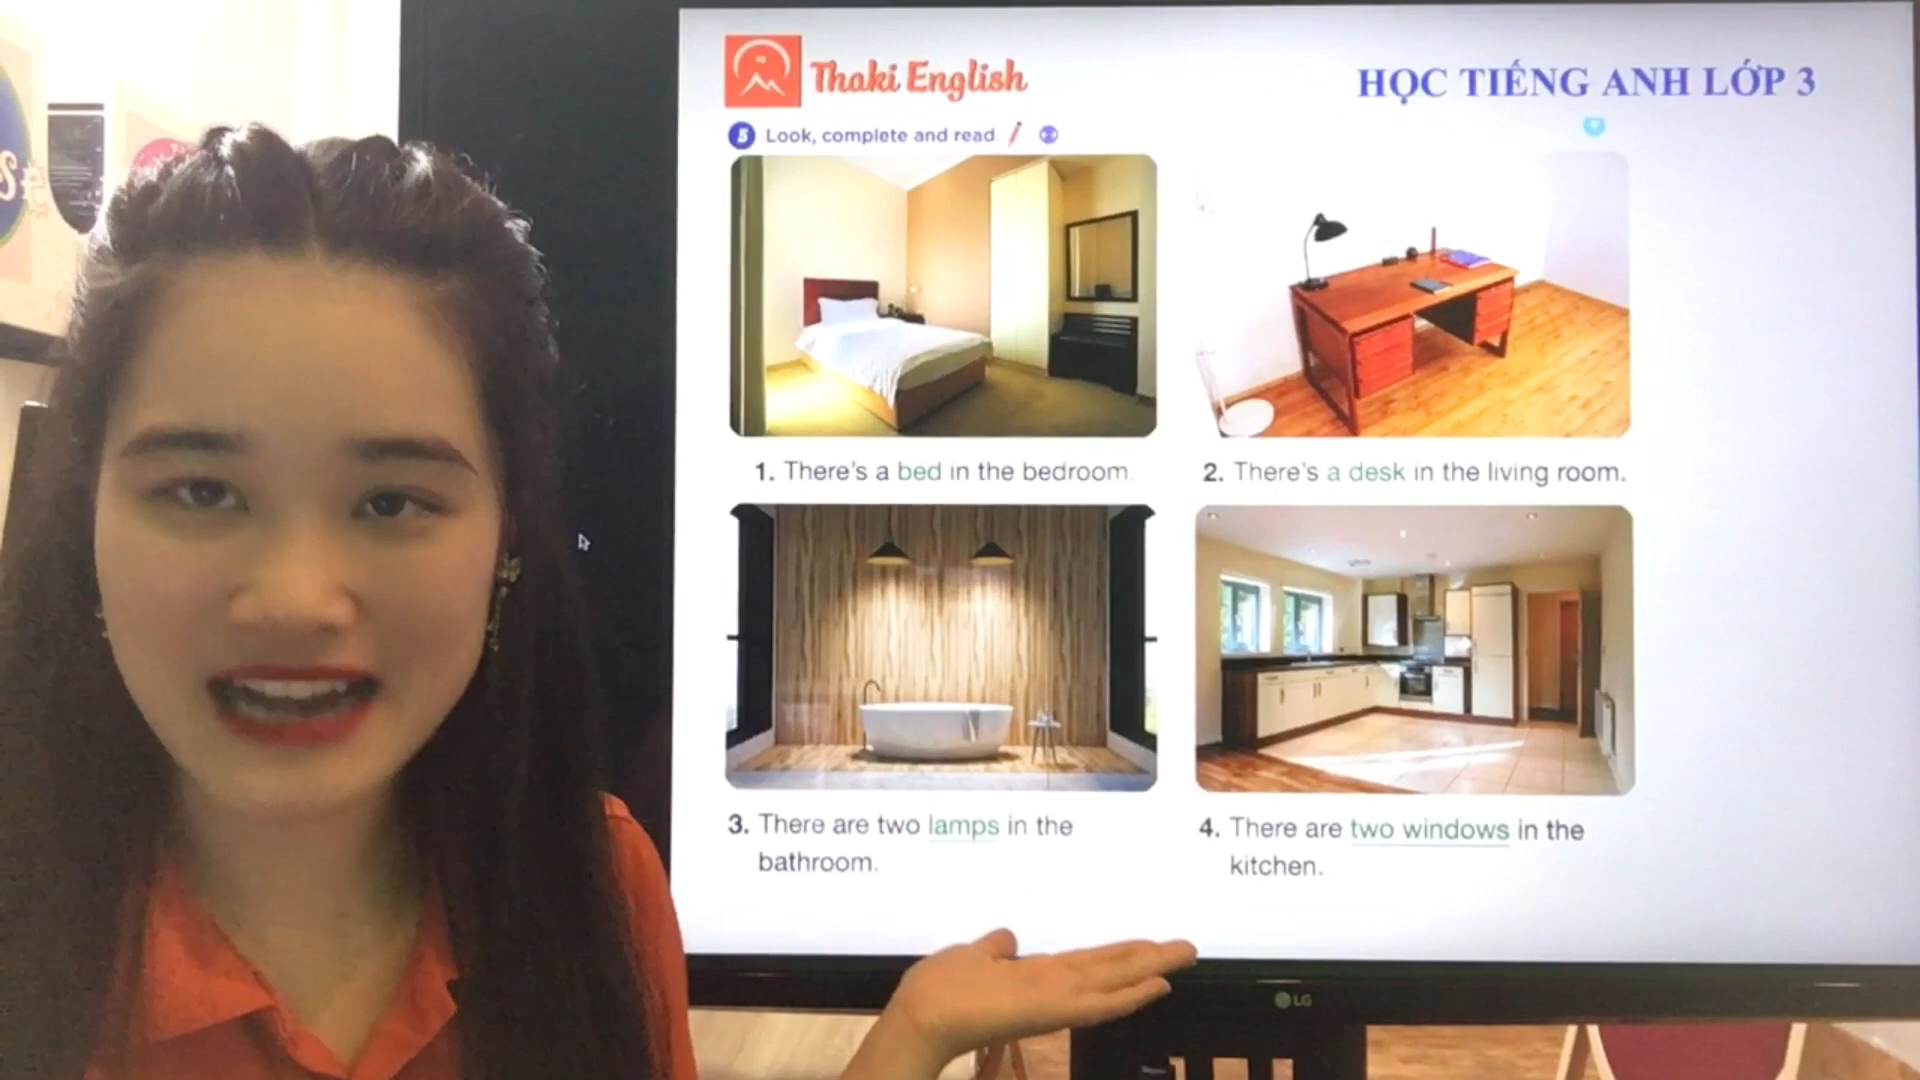 Thaki English
HỌC TIẾNG ANH LỚP 3
5 Look, complete and read.
1. There's a bed in the bedroom.
2. There's a desk in the living room.
3. There are two lamps in the
bathroom.
4. There are two windows in the
kitchen.
LG